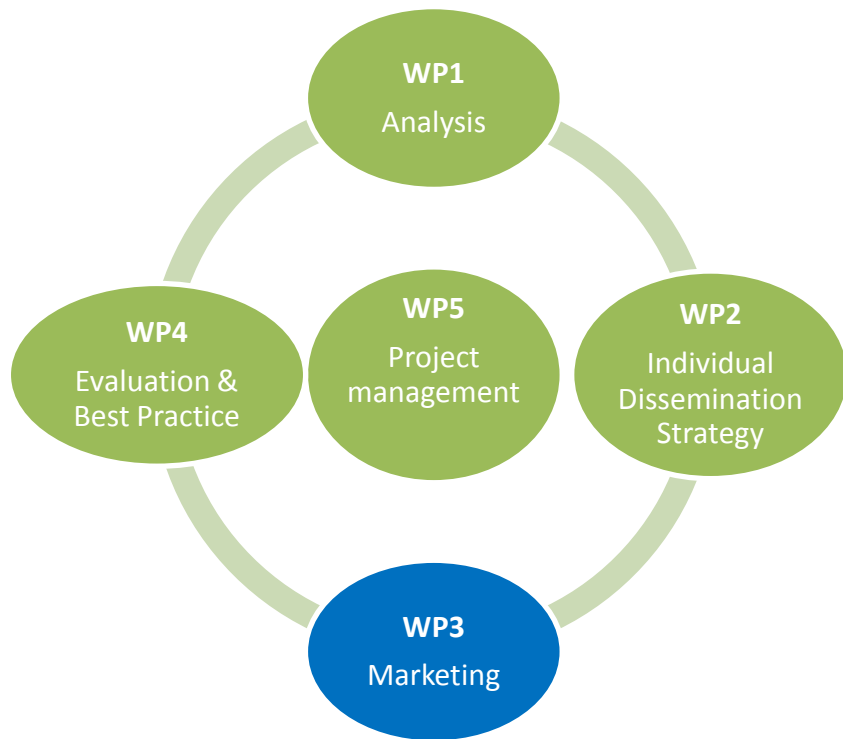 WP1
Analysis
WP4
Evaluation &
Best Practice
WP5
Project
management
WP2
Individual
Dissemination
Strategy
WP3
Marketing